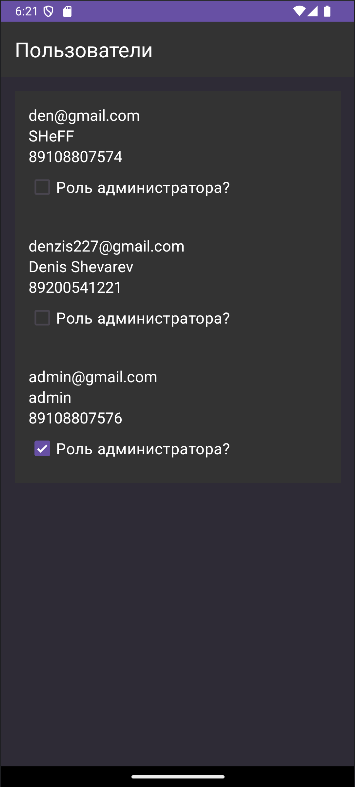 6:21
Пользователи
den@gmail.com
SHeFF
89108807574
Роль администратора?
denzis227@gmail.com
Denis Shevarev
89200541221
Роль администратора?
admin@gmail.com
admin
89108807576
Роль администратора?